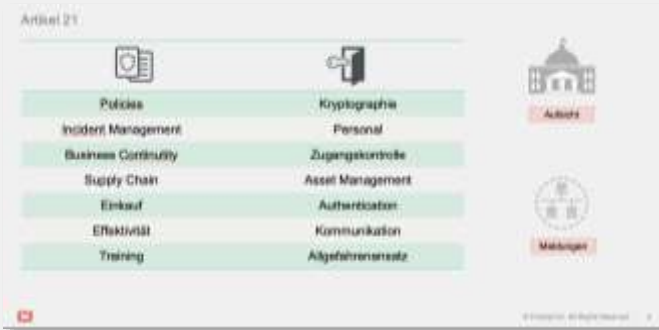 Artikel 21
Policies
Kryptographie
Incident Management
Personal
Business Continutity
Zugangskontrolle
Supply Chain
Asset Management
Einkauf
Authentication
Effektivität
Kommunikation
Training
Allgefahrenansatz
Aufsicht
Meldungen